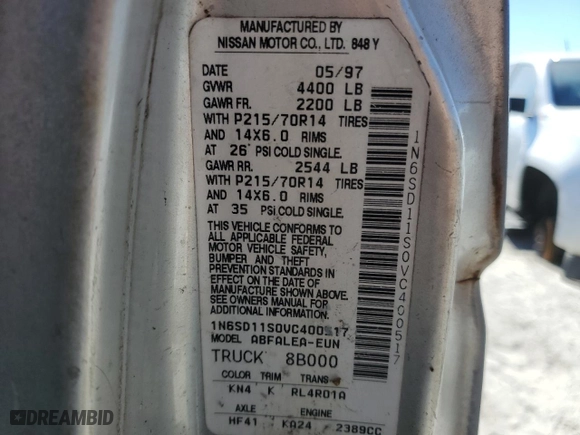 MANUFACTURED BY
NISSAN MOTOR CO., LTD. 848Y
DATE 05/97
GVWR 4400 LB
GAWR FR. 2200 LB
WITH P215/70R14 TIRES
AND 14X6.0 RIMS
AT 26 PSI COLD SINGLE.
GAWR RR. 2544 LB
WITH P215/70R14 TIRES
AND 14X6.0 RIMS
AT 35 PSI COLD SINGLE.
THIS VEHICLE CONFORMS TO
ALL APPLICABLE FEDERAL
MOTOR VEHICLE SAFETY,
BUMPER AND THEFT
PREVENTION STANDARDS IN
EFFECT ON THE DATE OF
MANUFACTURE SHOWN ABOVE.
SEE OWNERS MANUAL FOR
ADDITIONAL INFORMATION.
1N6SD11S0VC400517
MODEL ABFALEA-EUN
TRUCK 8B000
COLOR TRIM TRANS
KN4 K RL4R01A
AXLE ENGINE
HF41 KA24 2389CC
1N6SD11S0VC400517
EPIC.VIN